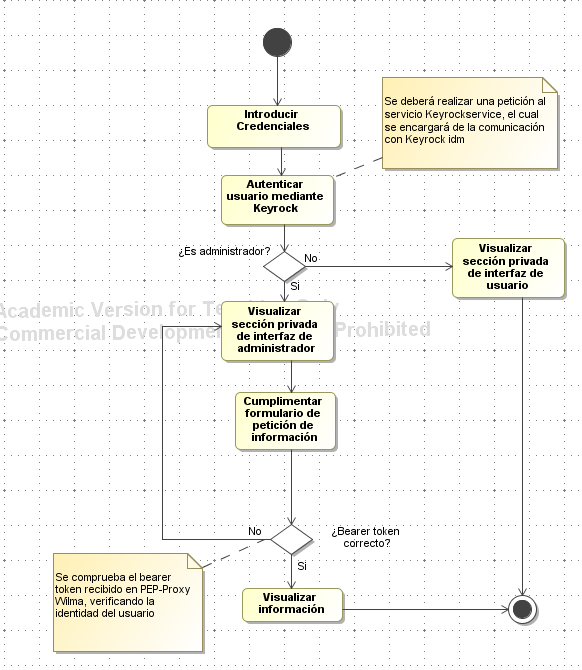 Introducir
Credenciales
Se deberá realizar una petición al
servicio Keyrockservice, el cual
se encargará de la comunicación
con Keyrock idm
Autenticar
usuario mediante
Keyrock
¿Es administrador?
No
Si
Visualizar
sección privada
de interfaz de
usuario
Academic Version for Te
Commercial Developmen
Prohibited
Visualizar
sección privada
de interfaz de
administrador
Cumplimentar
formulario de
petición de
información
No
¿Bearer token
correcto?
Si
Se comprueba el bearer
token recibido en PEP-Proxy
Wilma, verificando la
identidad del usuario
Visualizar
información